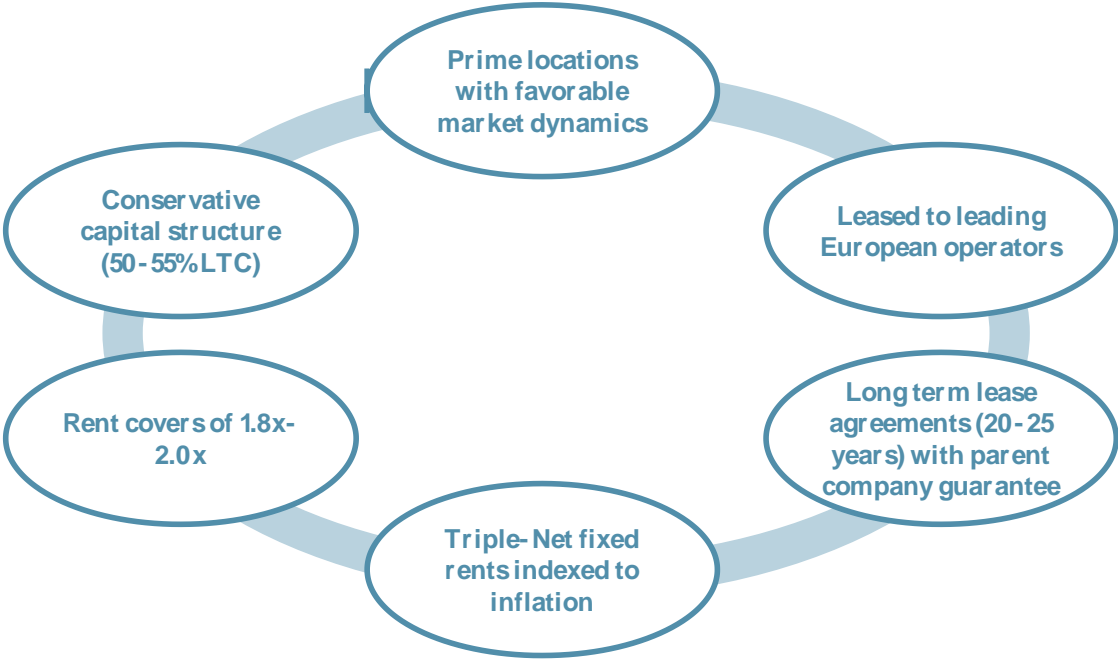 Prime locations
with favorable
market dynamics
Leased to leading
European operators
Long term lease
agreements (20-25
years) with parent
company guarantee
Triple-Net fixed
rents indexed to
inflation
Rent covers of 1.8x-
2.0x
Conservative
capital structure
(50-55% LTC)